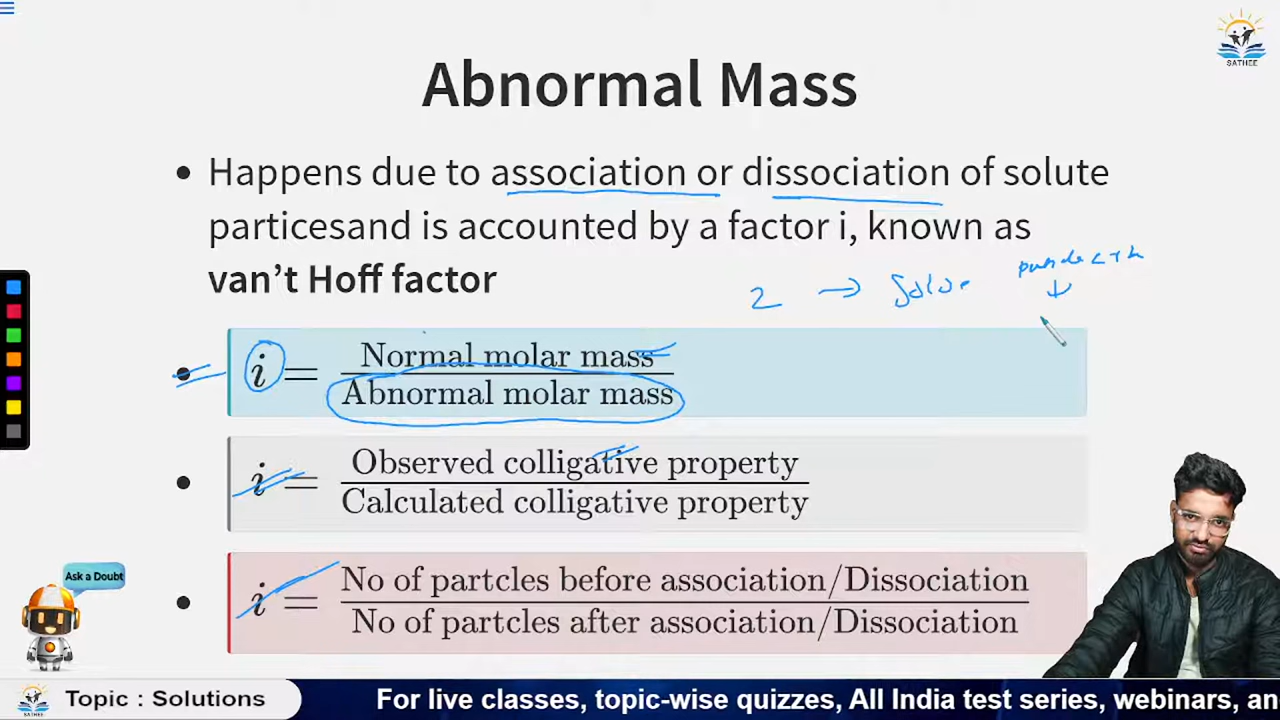 SATHEE
Abnormal Mass
• Happens due to association or dissociation of solute
particesand is accounted by a factor i, known as
van’t Hoff factor
2 → Solue
• i = Normal molar mass
Abnormal molar mass
• i = Observed colligative property
Calculated colligative property
• i = No of partcles before association/Dissociation
No of partcles after association/Dissociation
Ask a Doubt
SATHEE
Topic : Solutions
For live classes, topic-wise quizzes, All India test series, webinars, an